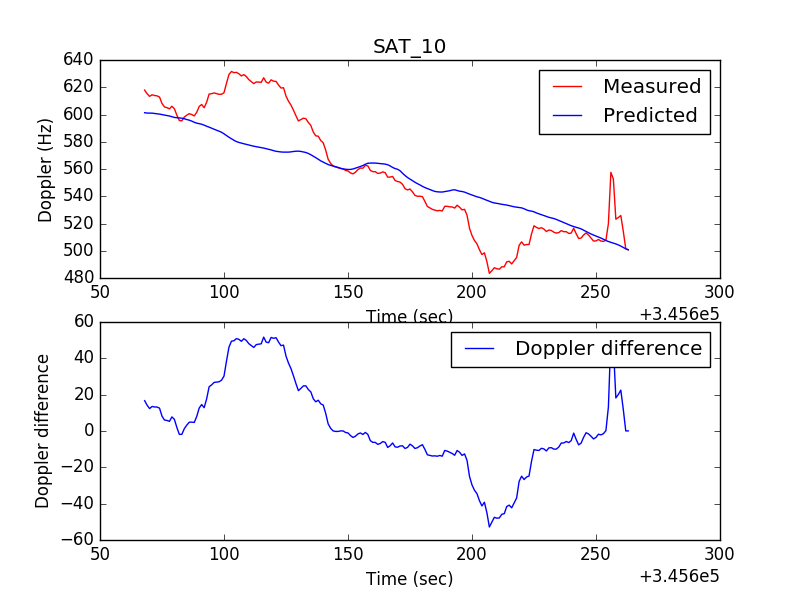 SAT_10
640
620
600
580
560
540
520
500
480
Doppler (Hz)
Measured
Predicted
50 100 150 200 250 300
Time (sec)
+3.456e5
60
40
20
0
−20
−40
−60
Doppler difference
Doppler difference
50 100 150 200 250 300
Time (sec)
+3.456e5